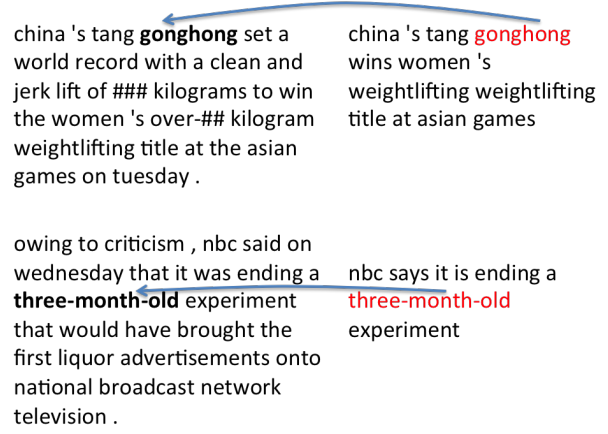 china 's tang gonghong set a
world record with a clean and
jerk lift of ### kilograms to win
the women 's over-## kilogram
weightlifting title at the asian
games on tuesday .
china 's tang gonghong
wins women 's
weightlifting weightlifting
title at asian games
owing to criticism , nbc said on
wednesday that it was ending a
three-month-old experiment
that would have brought the
first liquor advertisements onto
national broadcast network
television .
nbc says it is ending a
three-month-old
experiment